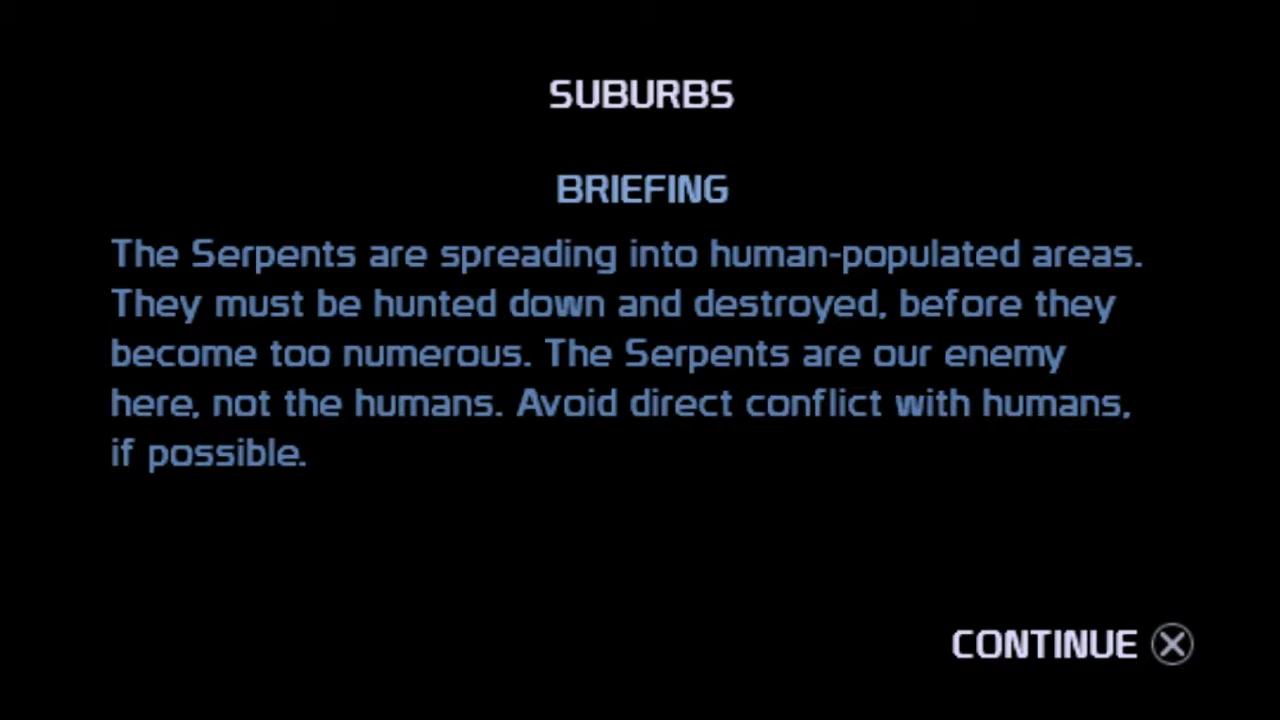 SUBURBS
BRIEFING
The Serpents are spreading into human-populated areas.
They must be hunted down and destroyed, before they
become too numerous. The Serpents are our enemy
here, not the humans. Avoid direct conflict with humans,
if possible.
CONTINUE